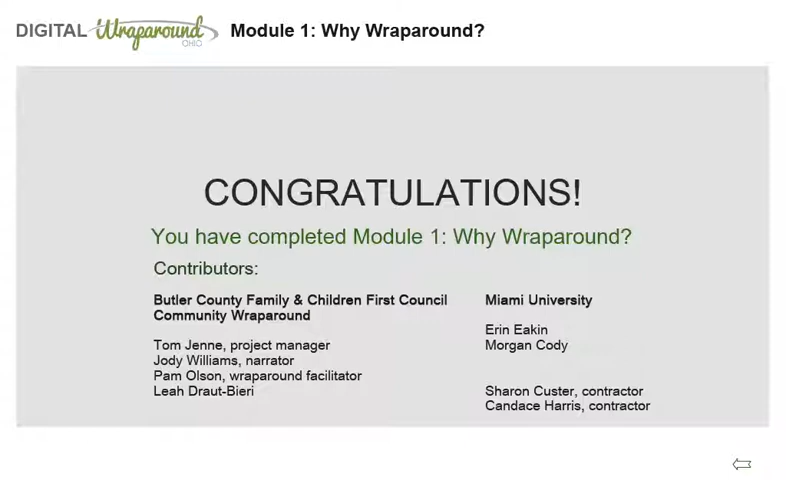 DIGITAL Wraparound OHIO Module 1: Why Wraparound?
CONGRATULATIONS!
You have completed Module 1: Why Wraparound?
Contributors:
Butler County Family & Children First Council
Community Wraparound
Tom Jenne, project manager
Jody Williams, narrator
Pam Olson, wraparound facilitator
Leah Draut-Bieri
Miami University
Erin Eakin
Morgan Cody
Sharon Custer, contractor
Candace Harris, contractor